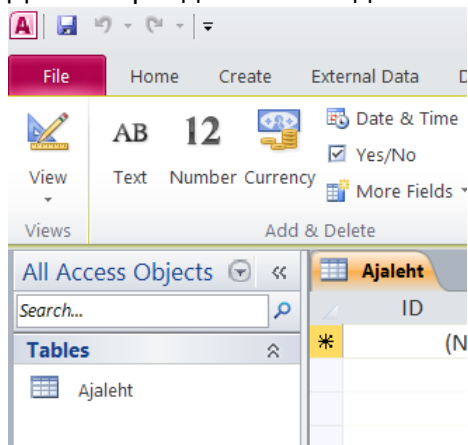 A
File Home Create External Data D
AB 12 Date & Time
Yes/No
View Text Number Currency More Fields
Views Add & Delete
All Access Objects « Ajaleht
Search... ID
Tables (N
Ajaleht